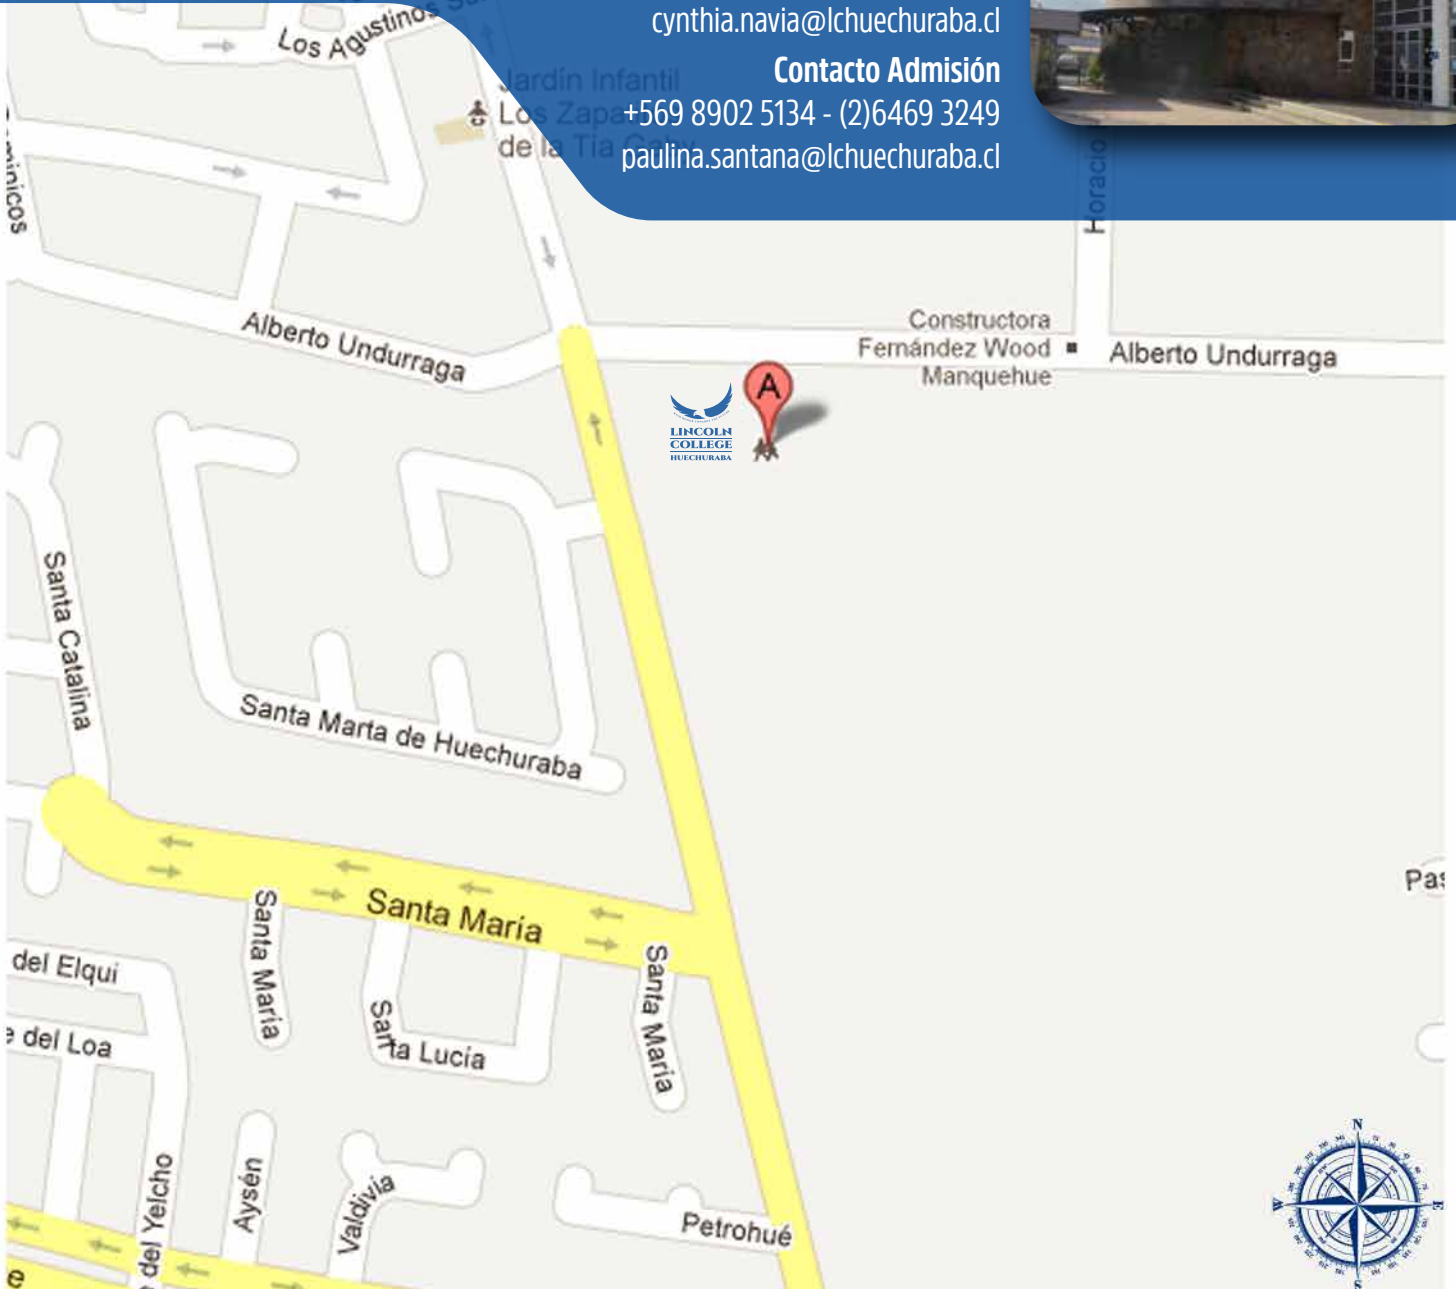 cynthia.navia@lchuechuraba.cl
Contacto Admisión
+569 8902 5134 - (2)6469 3249
paulina.santana@lchuechuraba.cl
Los Agustinos
Jardín Infantil
Los
de la Tia Gaby
Horacio
Alberto Undurraga
Constructora
Fernández Wood
Manquehue
Alberto Undurraga
A
LINCOLN
COLLEGE
HUECHURABA
Santa Catalina
Santa Marta de Huechuraba
Santa María
Santa María
Santa María
Santa Lucía
del Elqui
del Loa
del Yelcho
Aysén
Valdivia
Petrohué
N
W
E
S